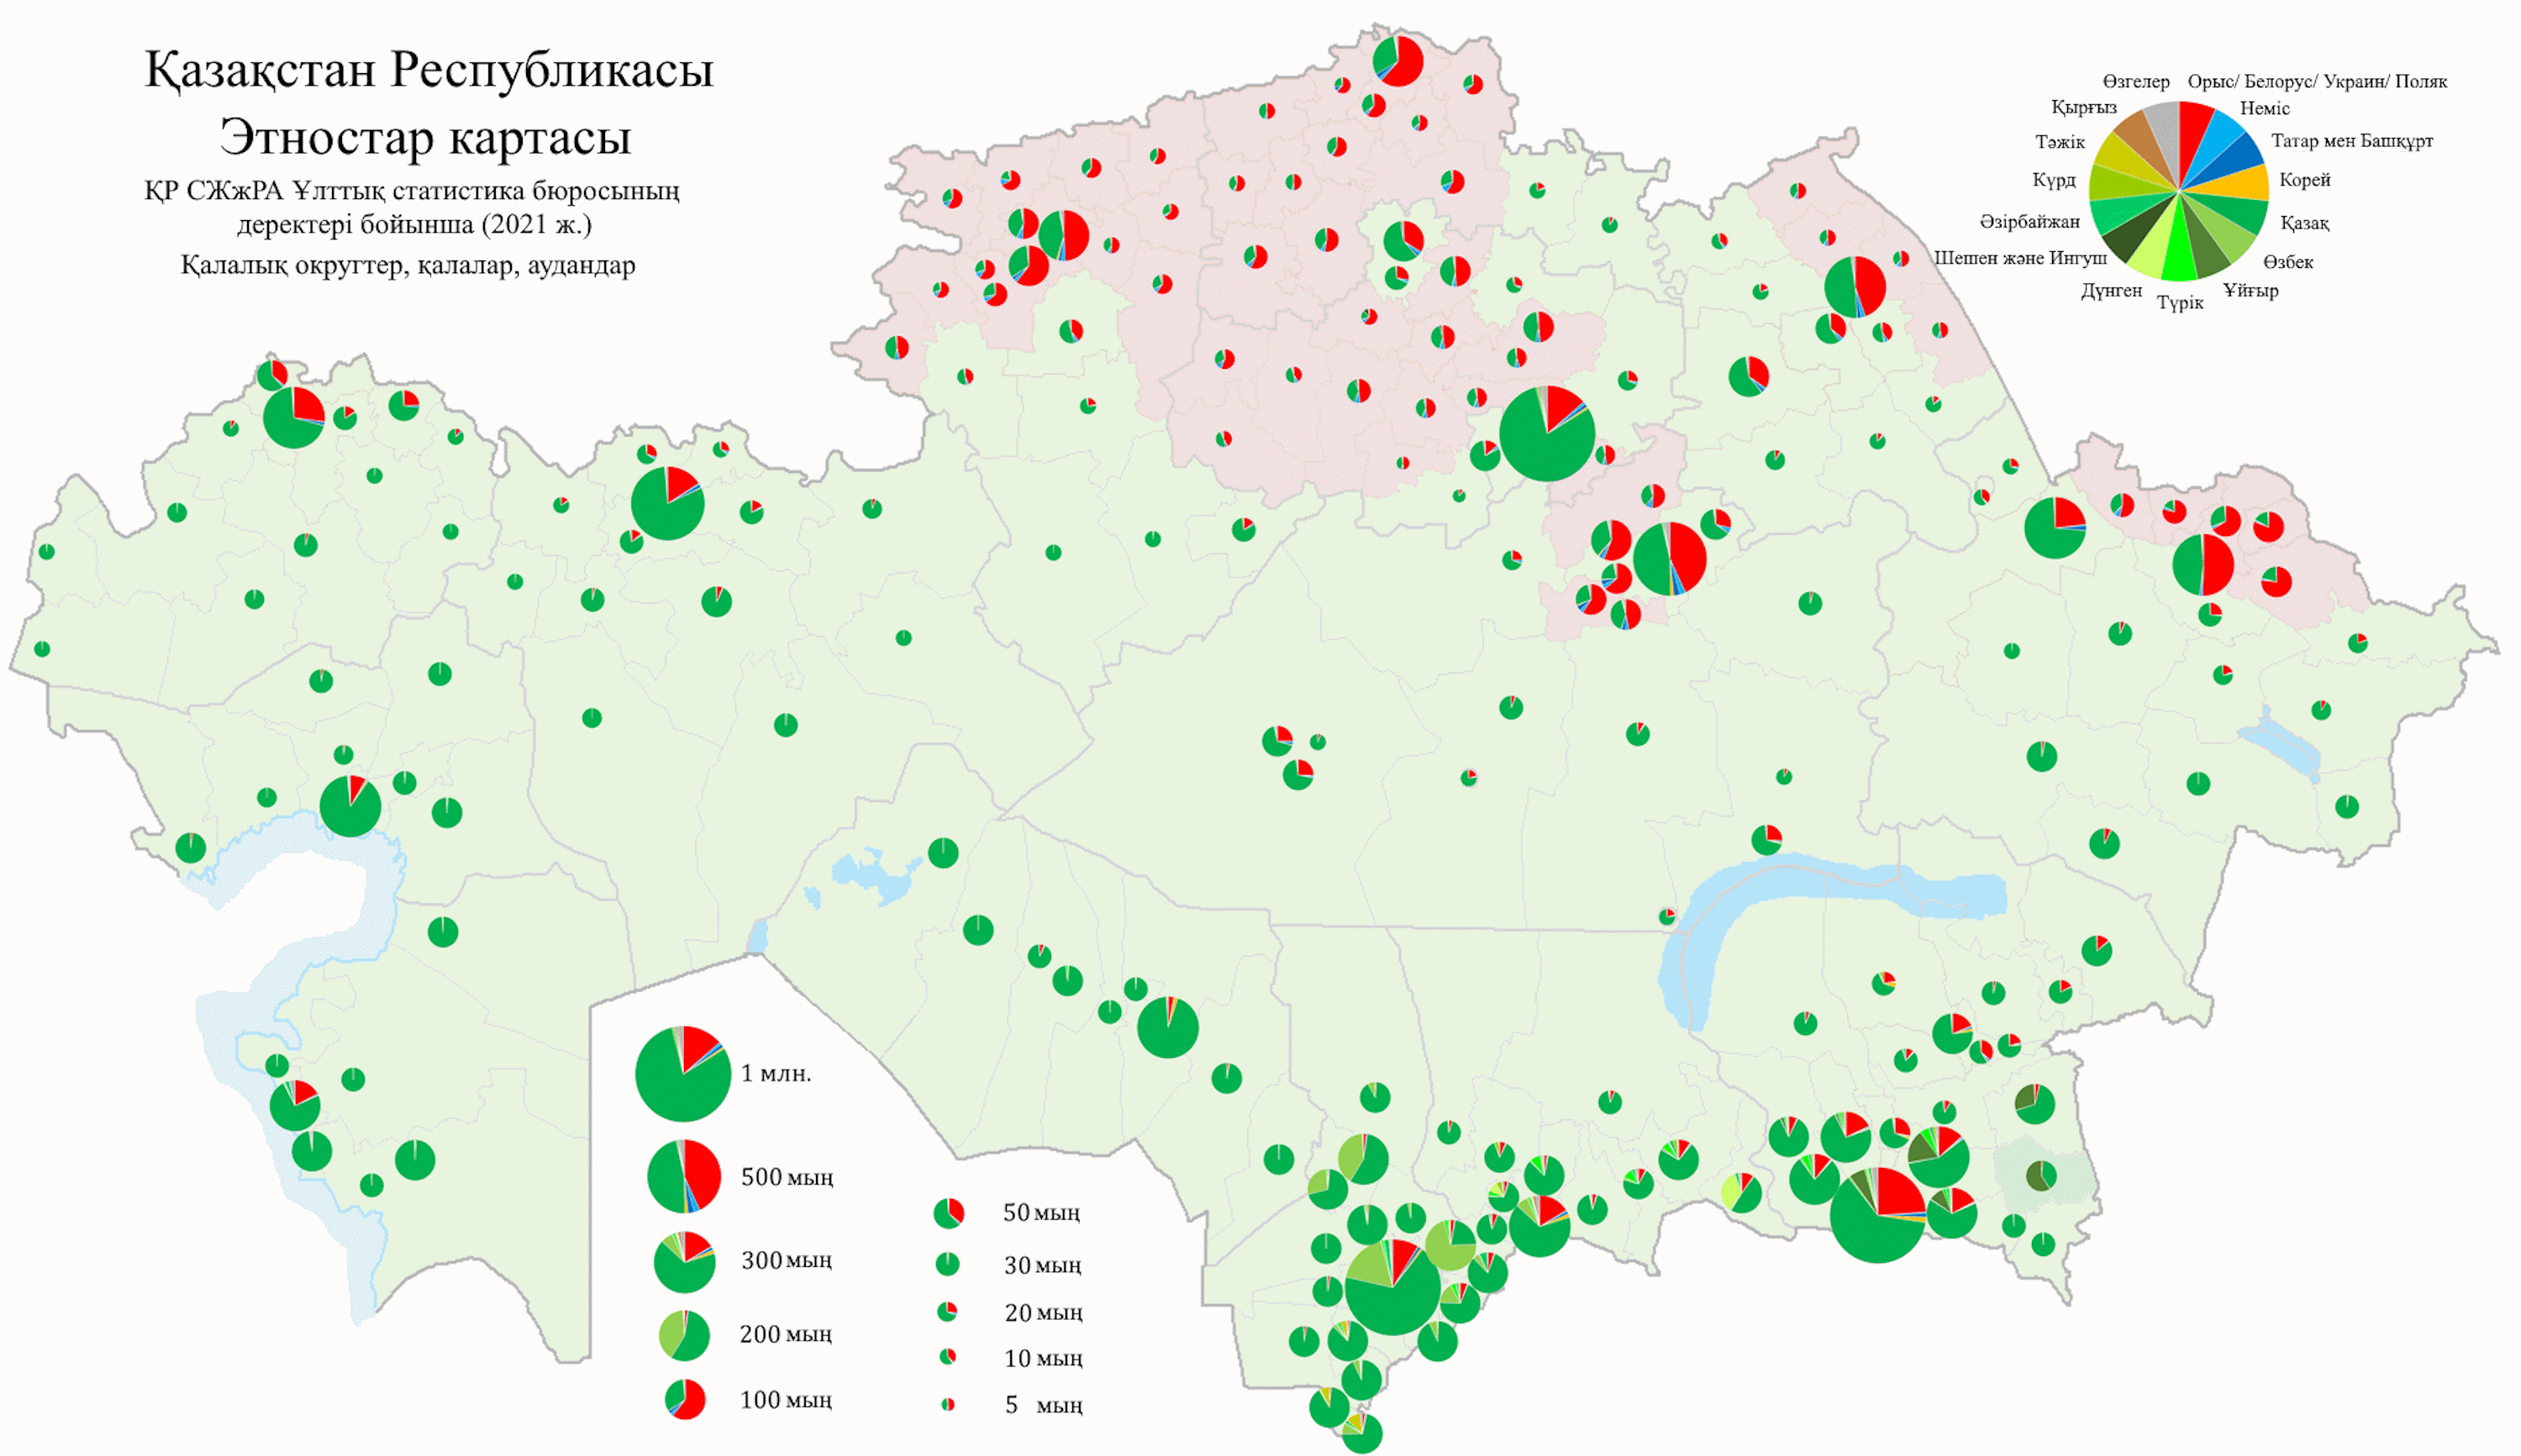 Қазақстан Республикасы
Этностар картасы
ҚР СЖжРА Ұлттық статистика бюросының
деректері бойынша (2021 ж.)
Қалалық округтер, қалалар, аудандар
Өзгелер
Орыс/ Белорус/ Украин/ Поляк
Қырғыз
Неміс
Тәжік
Татар мен Башқұрт
Күрд
Корей
Әзірбайжан
Қазақ
Шешен және Ингуш
Өзбек
Дүнген
Түрік
Ұйғыр
1 млн.
500 мың
300 мың
200 мың
100 мың
50 мың
30 мың
20 мың
10 мың
5 мың